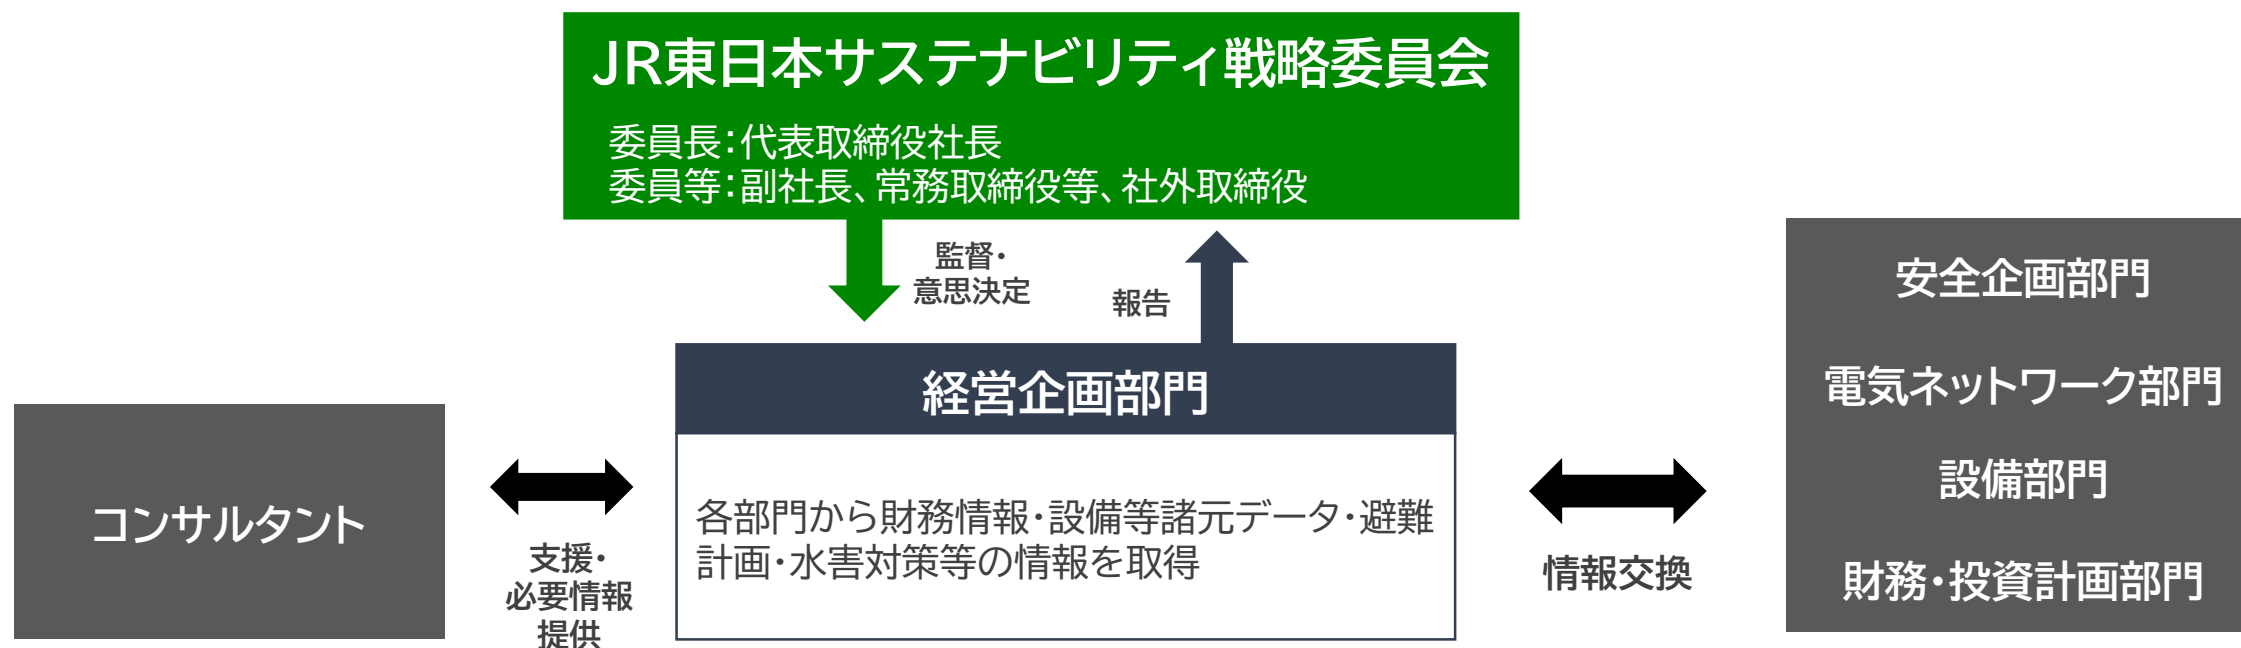 JR東日本サステナビリティ戦略委員会
委員長：代表取締役社長
委員等：副社長、常務取締役等、社外取締役
監督・
意思決定
報告
経営企画部門
各部門から財務情報・設備等諸元データ・避難
計画・水害対策等の情報を取得
コンサルタント
支援・
必要情報
提供
情報交換
安全企画部門
電気ネットワーク部門
設備部門
財務・投資計画部門